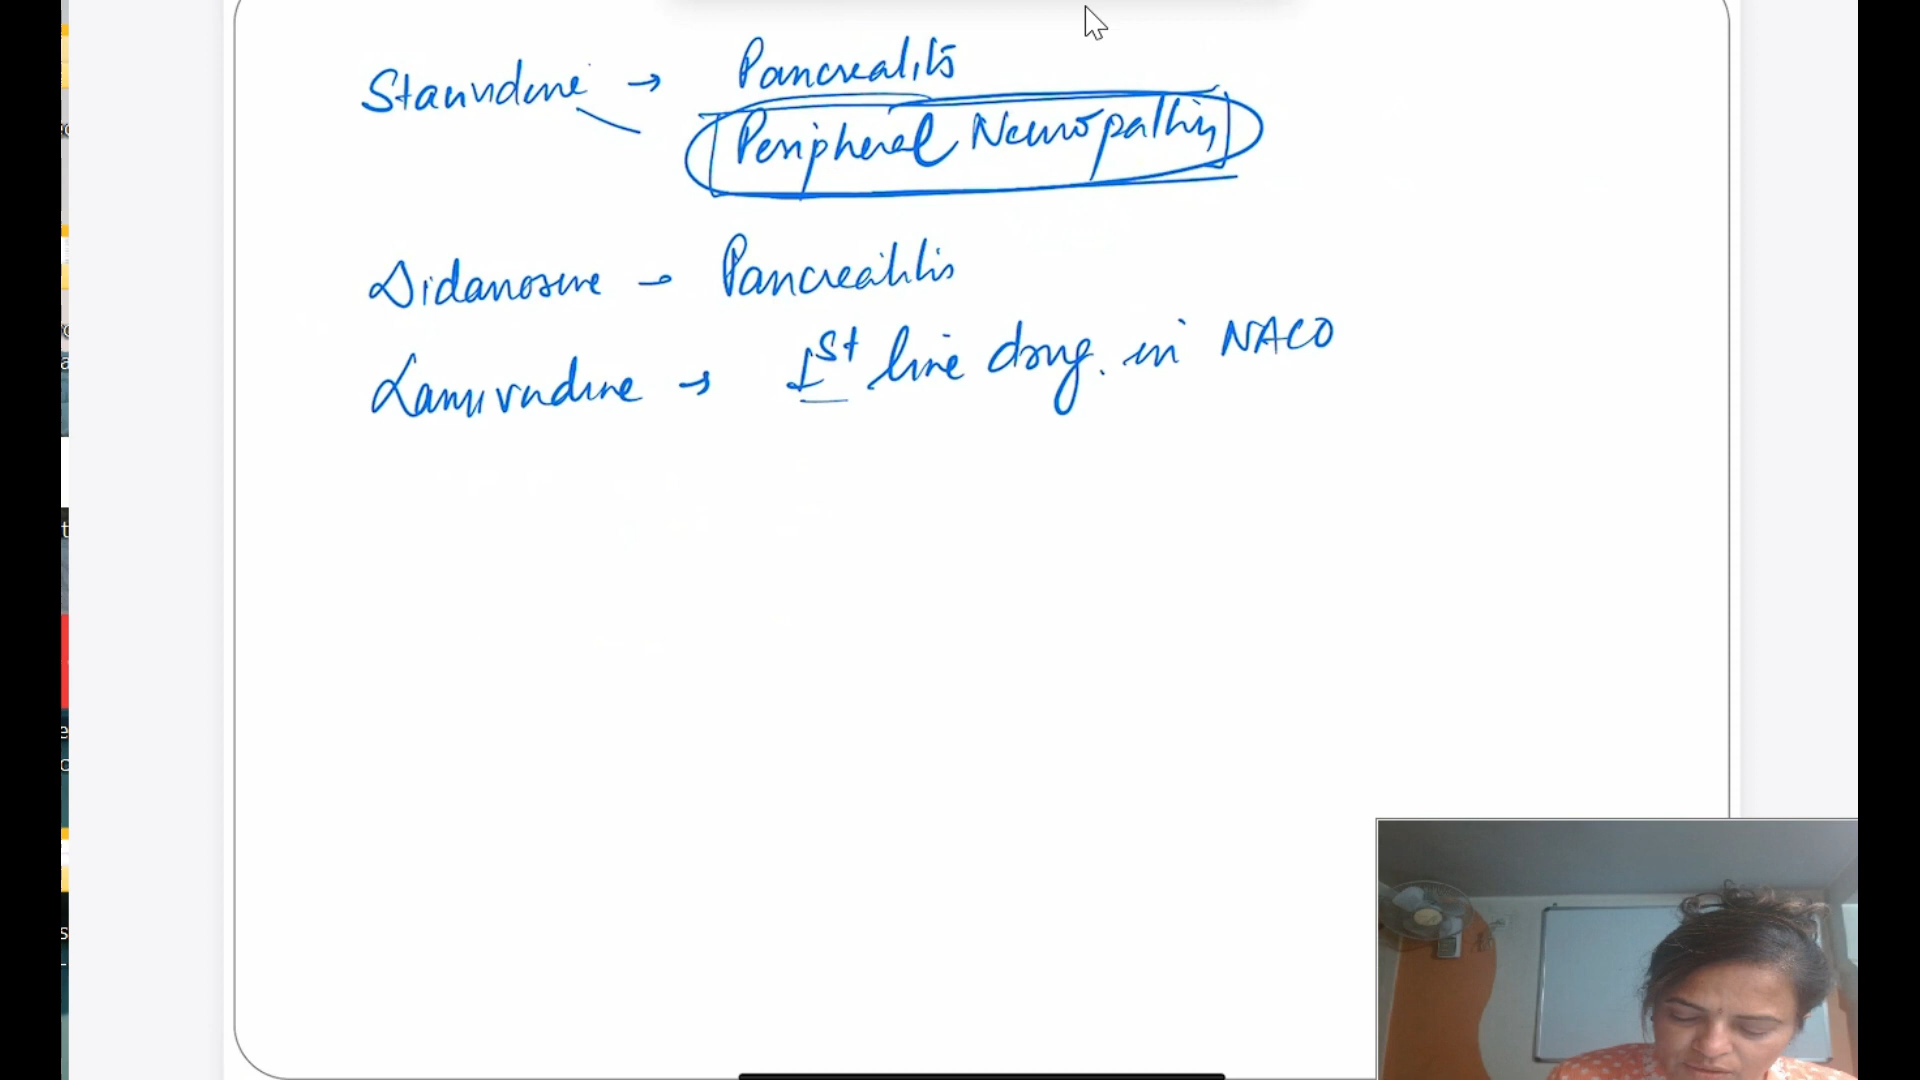 Stavudine → Pancreatitis
Peripheral Neuropathy
Didanosine → Pancreatitis
Lamivudine → 1st line drug. in NACO